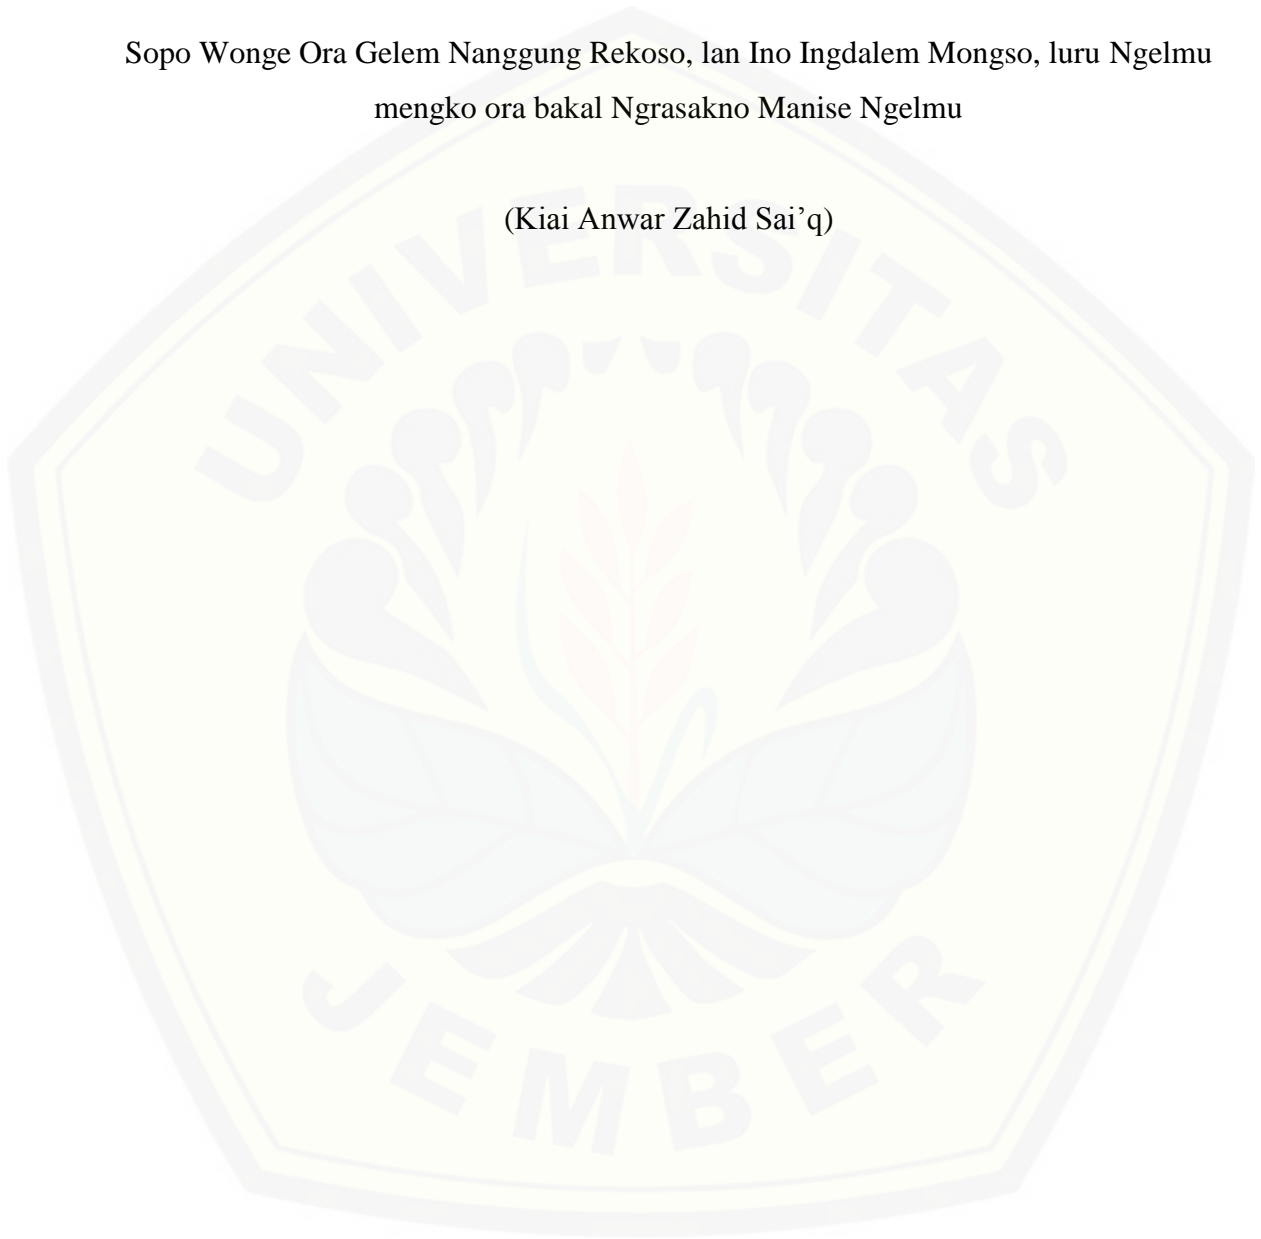 Sopo Wonge Ora Gelem Nanggung Rekoso, lan Ino Ingdalem Mongso, luru Ngelmu
mengko ora bakal Ngrasakno Manise Ngelmu
(Kiai Anwar Zahid Sai’q)
UNIVERSITAS
JEMBER